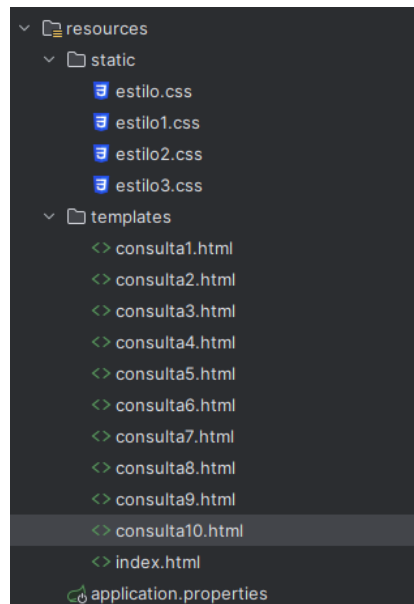 resources
static
estilo.css
estilo1.css
estilo2.css
estilo3.css
templates
consulta1.html
consulta2.html
consulta3.html
consulta4.html
consulta5.html
consulta6.html
consulta7.html
consulta8.html
consulta9.html
consulta10.html
index.html
application.properties